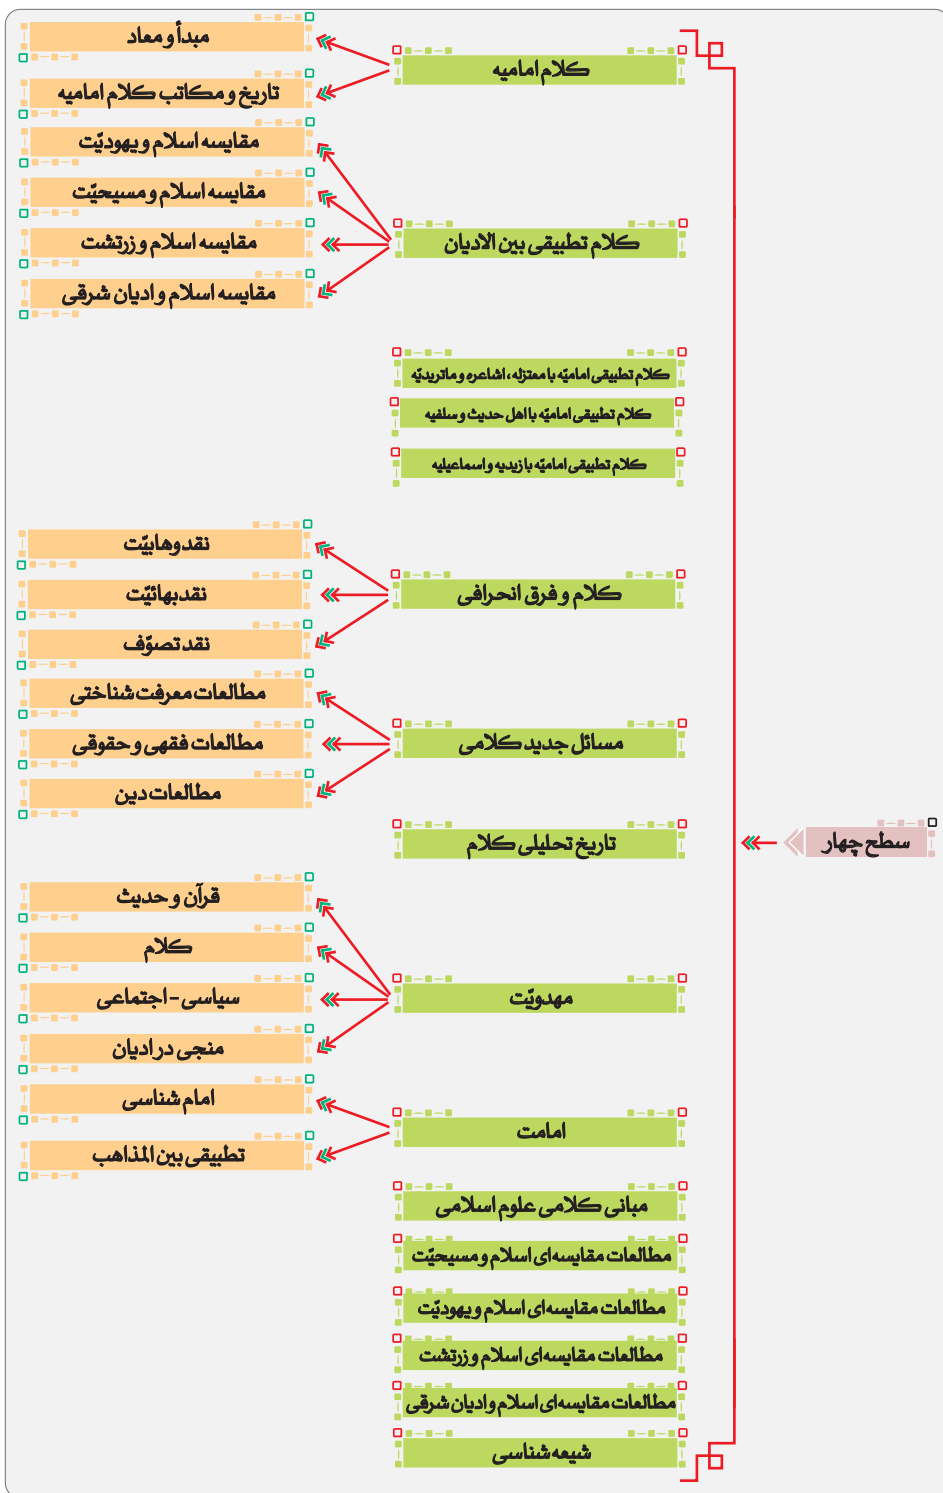 سطح چهار
کلام امامیه
مبدأ و معاد
تاریخ و مکاتب کلام امامیه
کلام تطبیقی بین الادیان
مقایسه اسلام و یهودیّت
مقایسه اسلام و مسیحیّت
مقایسه اسلام و زرتشت
مقایسه اسلام و ادیان شرقی
کلام تطبیقی امامیّه با معتزله، اشاعره و ماتریدیّه
کلام تطبیقی امامیّه با اهل حدیث و سلفیه
کلام تطبیقی امامیّه با زیدیه و اسماعیلیه
کلام و فرق انحرافی
نقد وهابیّت
نقد بهائیّت
نقد تصوّف
مسائل جدید کلامی
مطالعات معرفت شناختی
مطالعات فقهی و حقوقی
مطالعات دین
تاریخ تحلیلی کلام
مهدویّت
قرآن و حدیث
کلام
سیاسی - اجتماعی
منجی در ادیان
امامت
امام شناسی
تطبیقی بین المذاهب
مبانی کلامی علوم اسلامی
مطالعات مقایسه‌ای اسلام و مسیحیّت
مطالعات مقایسه‌ای اسلام و یهودیّت
مطالعات مقایسه‌ای اسلام و زرتشت
مطالعات مقایسه‌ای اسلام و ادیان شرقی
شیعه شناسی